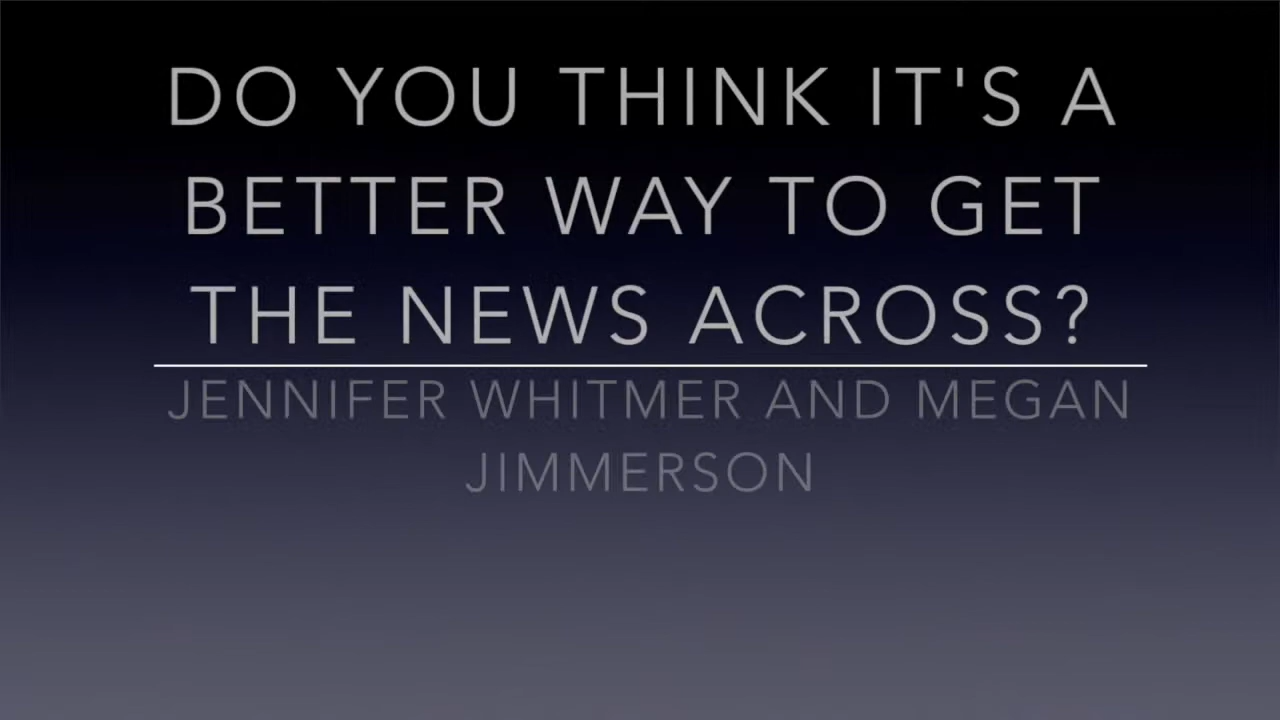 DO YOU THINK IT'S A
BETTER WAY TO GET
THE NEWS ACROSS?
JENNIFER WHITMER AND MEGAN
JIMMERSON